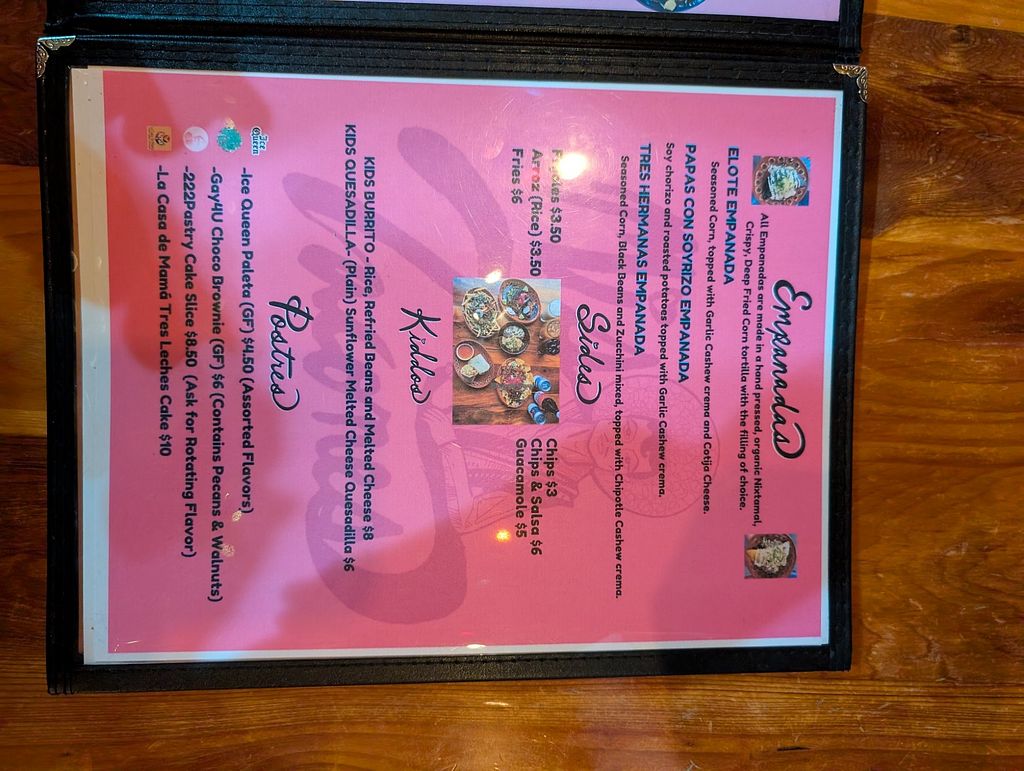 Empanadas
All Empanadas are made in a hand pressed, organic Nixtamal,
Crispy, Deep Fried Corn tortilla with the filling of choice.
ELOTE EMPANADA
Seasoned Corn, topped with Garlic Cashew crema and Cotija Cheese.
PAPAS CON SOYRIZO EMPANADA
Soy chorizo and roasted potatoes topped with Garlic Cashew crema.
TRES HERMANAS EMPANADA
Seasoned Corn, Black Beans and Zucchini mixed, topped with Chipotle Cashew crema.
Sides
Frijoles $3.50
Arroz (Rice) $3.50
Fries $6
Chips $3
Chips & Salsa $6
Guacamole $5
Kiddos
KIDS BURRITO - Rice, Refried Beans and Melted Cheese $8
KIDS QUESADILLA- (Plain) Sunflower Melted Cheese Quesadilla $6
Postres
Ice Queen
-Ice Queen Paleta (GF) $4.50 (Assorted Flavors)
-Gay4U Choco Brownie (GF) $6 (Contains Pecans & Walnuts)
-222Pastry Cake Slice $8.50 (Ask for Rotating Flavor)
-La Casa de Mamá Tres Leches Cake $10